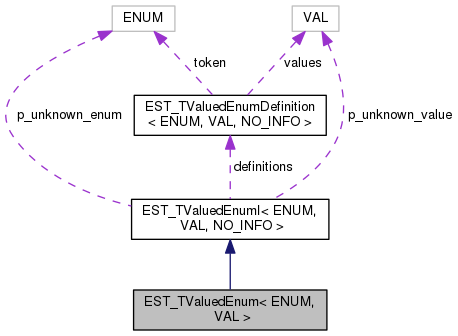 ENUM
VAL
token
values
EST_TValuedEnumDefinition
< ENUM, VAL, NO_INFO >
p_unknown_enum
p_unknown_value
definitions
EST_TValuedEnumI< ENUM,
VAL, NO_INFO >
EST_TValuedEnum< ENUM,
VAL >